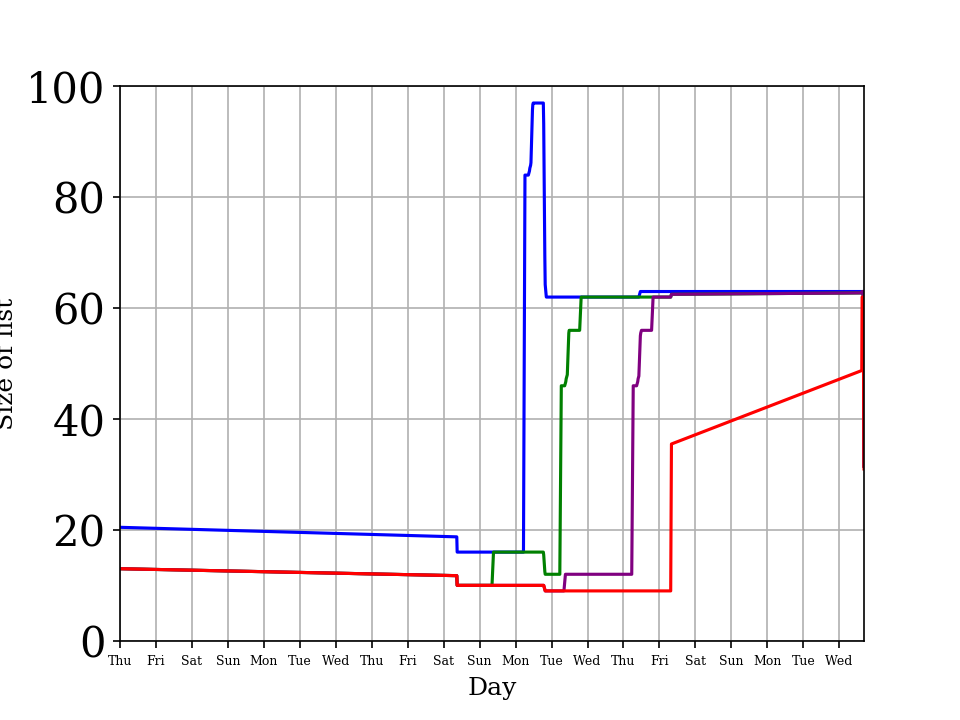 100
80
60
40
20
0
Size of list
Thu Fri Sat Sun Mon Tue Wed Thu Fri Sat Sun Mon Tue Wed Thu Fri Sat Sun Mon Tue Wed
Day